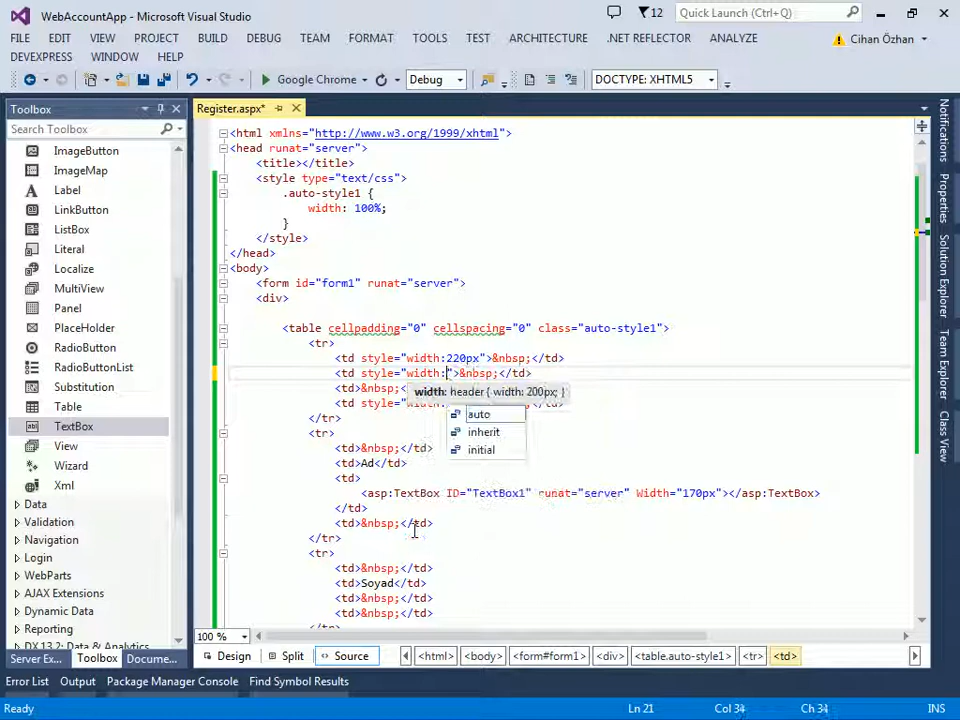 WebAccountApp - Microsoft Visual Studio
12
Quick Launch (Ctrl+Q)
FILE EDIT VIEW PROJECT BUILD DEBUG TEAM FORMAT TOOLS TEST ARCHITECTURE .NET REFLECTOR ANALYZE
Cihan Özhan
DEVEXPRESS WINDOW HELP
Google Chrome
Debug
DOCTYPE: XHTML5
Toolbox
Search Toolbox
ImageButton
ImageMap
Label
LinkButton
ListBox
Literal
Localize
MultiView
Panel
PlaceHolder
RadioButton
RadioButtonList
Substitution
Table
TextBox
View
Wizard
Xml
Data
Validation
Navigation
Login
WebParts
AJAX Extensions
Dynamic Data
Reporting
Server Ex...
Toolbox
Docume...
Register.aspx*
<html xmlns="http://www.w3.org/1999/xhtml">
<head runat="server">
<title></title>
<style type="text/css">
.auto-style1 {
width: 100%;
}
</style>
</head>
<body>
<form id="form1" runat="server">
<div>
<table cellpadding="0" cellspacing="0" class="auto-style1">
<tr>
<td style="width:220px">&nbsp;</td>
<td style="width:">&nbsp;</td>
<td>&nbsp;</td>
width: header { width: 200px; }
<td style="width:
auto
inherit
initial
</tr>
<tr>
<td>&nbsp;</td>
<td>Ad</td>
<td>
<asp:TextBox ID="TextBox1" runat="server" Width="170px"></asp:TextBox>
</td>
<td>&nbsp;</td>
</tr>
<tr>
<td>&nbsp;</td>
<td>Soyad</td>
<td>&nbsp;</td>
<td>&nbsp;</td>
100 %
Design
Split
Source
<html> <body> <form#form1> <div> <table.auto-style1> <tr> <td>
Notifications
Properties
Solution Explorer
Team Explorer
Class View
Error List
Output
Package Manager Console
Find Symbol Results
Ready
Ln 21
Col 34
Ch 34
INS